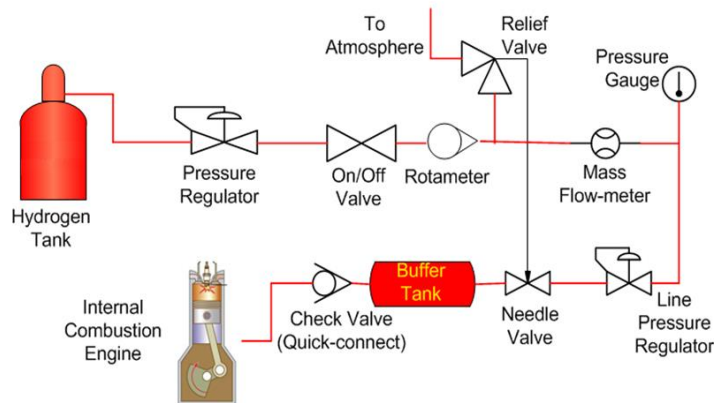 To
Atmosphere
Relief
Valve
Pressure
Gauge
Hydrogen
Tank
Pressure
Regulator
On/Off
Valve
Rotameter
Mass
Flow-meter
Internal
Combustion
Engine
Check Valve
(Quick-connect)
Buffer
Tank
Needle
Valve
Line
Pressure
Regulator